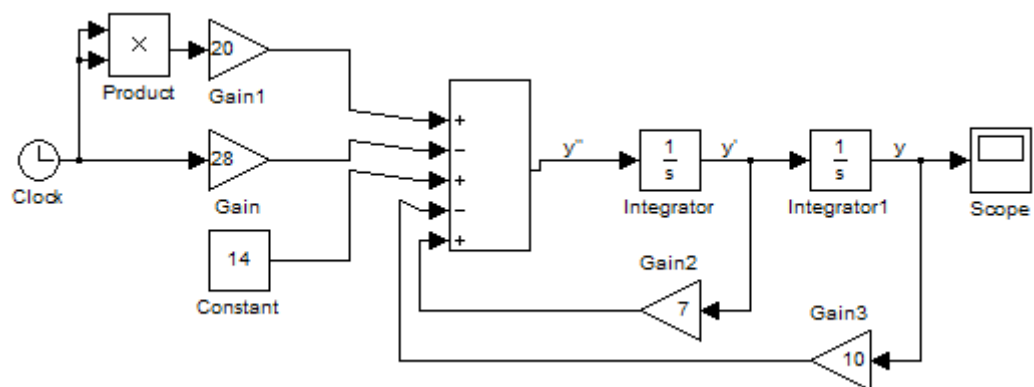 ×
Product
20
Gain1
Clock
28
Gain
14
Constant
+
−
+
−
+
y''
1
s
Integrator
y'
1
s
Integrator1
y
Scope
Gain2
7
Gain3
10